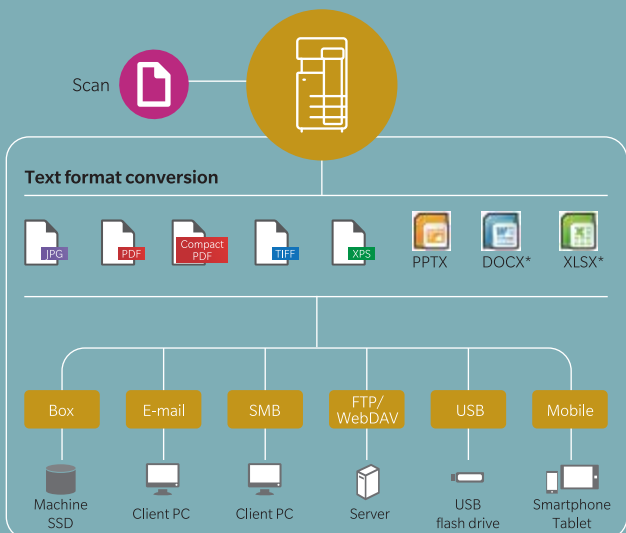 Scan
Text format conversion
JPG
PDF
Compact
PDF
TIFF
XPS
PPTX
DOCX*
XLSX*
Box
E-mail
SMB
FTP/
WebDAV
USB
Mobile
Machine
SSD
Client PC
Client PC
Server
USB
flash drive
Smartphone
Tablet